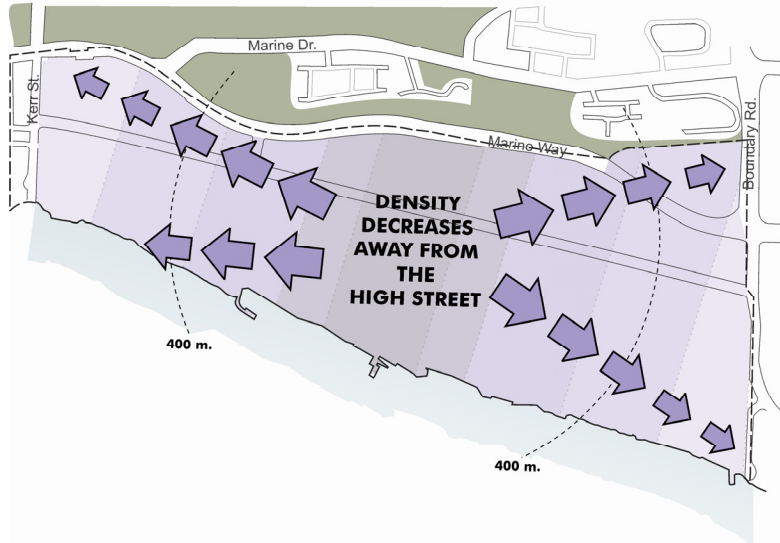 Marine Dr.
Kerr St.
Marine Way
Boundary Rd.
DENSITY
DECREASES
AWAY FROM
THE
HIGH STREET
400 m.
400 m.